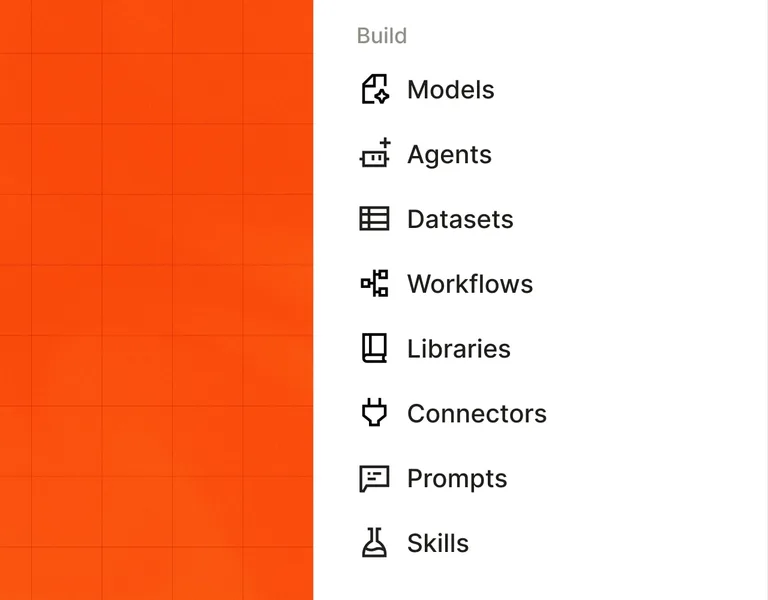 Build
Models
Agents
Datasets
Workflows
Libraries
Connectors
Prompts
Skills